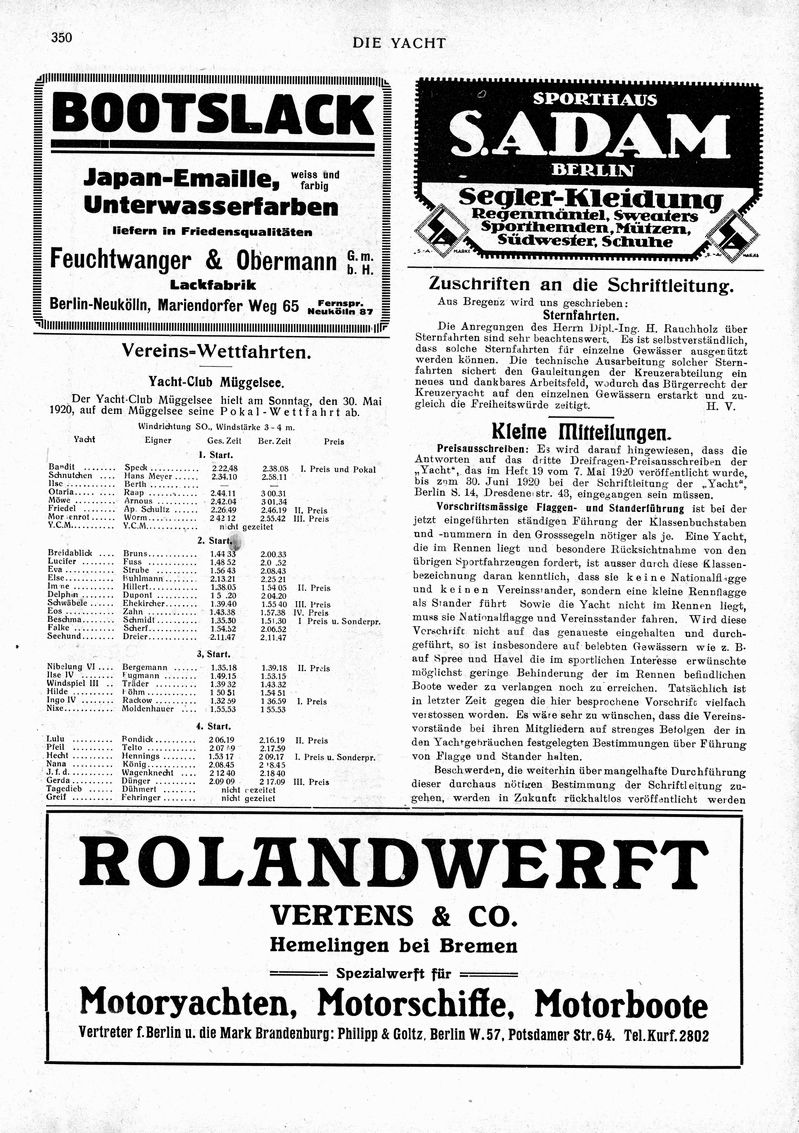 350
DIE YACHT
BOOTSLACK
Japan-Emaille, weiss und farbig
Unterwasserfarben
liefern in Friedensqualitäten
Feuchtwanger & Obermann G. m. b. H.
Lackfabrik
Berlin-Neukölln, Mariendorfer Weg 65 Fernspr. Neukölln 87
Vereins-Wettfahrten.
Yacht-Club Müggelsee.
Der Yacht-Club Müggelsee hielt am Sonntag, den 30. Mai
1920, auf dem Müggelsee seine Pokal-Wettfahrt ab.
Windrichtung SO., Windstärke 3 - 4 m.
Yacht Eigner Ges. Zeit Ber. Zeit Preis
1. Start.
Bandit ........ Speck ............ 2 22.48 2.38.08 I. Preis und Pokal
Schnutchen .... Hans Meyer ...... 2.34.10 2.58.11
Ilse ........... Berth ............ — —
Otaria......... Raap ............ 2.44.11 3 00.31
Möwe .......... Arnous .......... 2.42.04 3 01.34
Friedel ........ Ap. Schultz ...... 2.26.49 2.46.19 II. Preis
Morgenrot ...... Worm............ 2 42 12 2.55.42 III. Preis
Y.C.M.......... Y.C.M............ nicht gezeitet
2. Start.
Breidablick .... Bruns............ 1.44 33 2.00.33
Lucifer ........ Fuss ............ 1.48 52
Eva ............ Strube .......... 1.56 43 2.08.43
Else............ Buhlmann........ 2.13.21 2.25 21
Imme .......... Hillert............ 1.38.05 1 54 05 II. Preis
Delphin ........ Dupont .......... 2 04.20
Schwäbele ...... Ehekircher........ 1.39.40 1.55 40 III. Preis
Eos ............ Zahn ............ 1.43.38 1.57.38 IV. Preis
Beschma........ Schmidt.......... 1.35.30 1.51.30 I Preis u. Sonderpr.
Falke .......... Scherf............ 1.54.52 2.06.52
Seehund........ Dreier............ 2.11.47 2.11.47
3. Start.
Nibelung VI .... Bergemann ...... 1.35.18 1.39.18 II. Preis
Ilse IV ........ Fugmann ........ 1.49.15 1.53.15
Windspiel III .. Träder .......... 1.39 32 1.43 32
Hilde .......... Böhm............ 1 50 51 1.54 51
Ingo IV ........ Rackow .......... 1.32 59 1 36.59 I. Preis
Nixe............ Moldenhauer .... 1.55.53 1 55.53
4. Start.
Lulu .......... Pondick.......... 2 06.19 2.16.19 II. Preis
Pfeil .......... Telto ............ 2.17.59
Hecht .......... Hennings ........ 1.53 17 2 09.17 I. Preis u. Sonderpr.
Nana .......... König............ 2.08.45 2 18.45
J. f. d........... Wagenknecht .... 2 12 40 2.18 40
Gerda .......... Dünger .......... 2 09 09 2 17.09 III. Preis
Tagedieb ...... Dühmert ........ nicht gezeitet
Greif .......... Fehringer ........ nicht gezeitet
SPORTHAUS
S. ADAM
BERLIN
Segler-Kleidung
Regenmäntel, Sweaters
Sporthemden, Mützen,
Südwester, Schuhe
SA SA
S.-A.- MARKE S.-A.- MARKE
Zuschriften an die Schriftleitung.
Aus Bregenz wird uns geschrieben:
Sternfahrten.
Die Anregungen des Herrn Dipl.-Ing. H. Rauchholz über
Sternfahrten sind sehr beachtenswert. Es ist selbstverständlich,
dass solche Sternfahrten für einzelne Gewässer ausgenützt
werden können. Die technische Ausarbeitung solcher Stern-
fahrten sichert den Gauleitungen der Kreuzerabteilung ein
neues und dankbares Arbeitsfeld, wodurch das Bürgerrecht der
Kreuzeryacht auf den einzelnen Gewässern erstarkt und zu-
gleich die Freiheitswürde zeitigt. H. V.
Kleine Mitteilungen.
Preisausschreiben: Es wird darauf hingewiesen, dass die
Antworten auf das dritte Dreifragen-Preisausschreiben der
„Yacht“, das im Heft 19 vom 7. Mai 1920 veröffentlicht wurde,
bis zum 30. Juni 1920 bei der Schriftleitung der „Yacht“,
Berlin S. 14, Dresdenerstr. 43, eingegangen sein müssen.
Vorschriftsmässige Flaggen- und Standerführung ist bei der
jetzt eingeführten ständigen Führung der Klassenbuchstaben
und -nummern in den Grosssegeln nötiger als je. Eine Yacht,
die im Rennen liegt und besondere Rücksichtnahme von den
übrigen Sportfahrzeugen fordert, ist ausser durch diese Klassen-
bezeichnung daran kenntlich, dass sie keine Nationalflagge
und keinen Vereinsstander, sondern eine kleine Rennflagge
als Stander führt Sowie die Yacht nicht im Rennen liegt,
muss sie Nationalflagge und Vereinsstander fahren. Wird diese
Vorschrift nicht auf das genaueste eingehalten und durch-
geführt, so ist insbesondere auf belebten Gewässern wie z. B.
auf Spree und Havel die im sportlichen Interesse erwünschte
möglichst geringe Behinderung der im Rennen befindlichen
Boote weder zu verlangen noch zu erreichen. Tatsächlich ist
in letzter Zeit gegen die hier besprochene Vorschrift vielfach
verstossen worden. Es wäre sehr zu wünschen, dass die Vereins-
vorstände bei ihren Mitgliedern auf strenges Befolgen der in
den Yachtgebräuchen festgelegten Bestimmungen über Führung
von Flagge und Stander halten.
Beschwerden, die weiterhin über mangelhafte Durchführung
dieser durchaus nötigen Bestimmung der Schriftleitung zu-
gehen, werden in Zukunft rückhaltlos veröffentlicht werden
ROLANDWERFT
VERTENS & CO.
Hemelingen bei Bremen
Spezialwerft für
Motoryachten, Motorschiffe, Motorboote
Vertreter f. Berlin u. die Mark Brandenburg: Philipp & Goltz, Berlin W. 57, Potsdamer Str. 64. Tel. Kurf. 2802